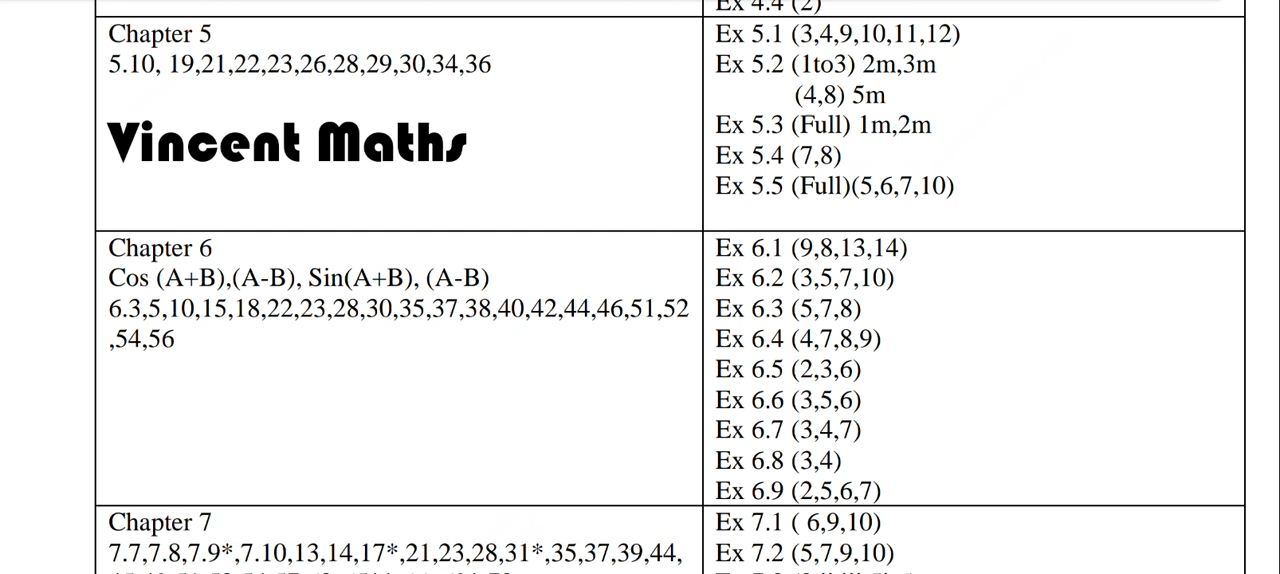 Ex 4.4 (2)
Chapter 5
5.10, 19,21,22,23,26,28,29,30,34,36
Vincent Maths
Ex 5.1 (3,4,9,10,11,12)
Ex 5.2 (1to3) 2m,3m
(4,8) 5m
Ex 5.3 (Full) 1m,2m
Ex 5.4 (7,8)
Ex 5.5 (Full)(5,6,7,10)
Chapter 6
Cos (A+B),(A-B), Sin(A+B), (A-B)
6.3,5,10,15,18,22,23,28,30,35,37,38,40,42,44,46,51,52
,54,56
Ex 6.1 (9,8,13,14)
Ex 6.2 (3,5,7,10)
Ex 6.3 (5,7,8)
Ex 6.4 (4,7,8,9)
Ex 6.5 (2,3,6)
Ex 6.6 (3,5,6)
Ex 6.7 (3,4,7)
Ex 6.8 (3,4)
Ex 6.9 (2,5,6,7)
Chapter 7
7.7,7.8,7.9*,7.10,13,14,17*,21,23,28,31*,35,37,39,44,
Ex 7.1 ( 6,9,10)
Ex 7.2 (5,7,9,10)